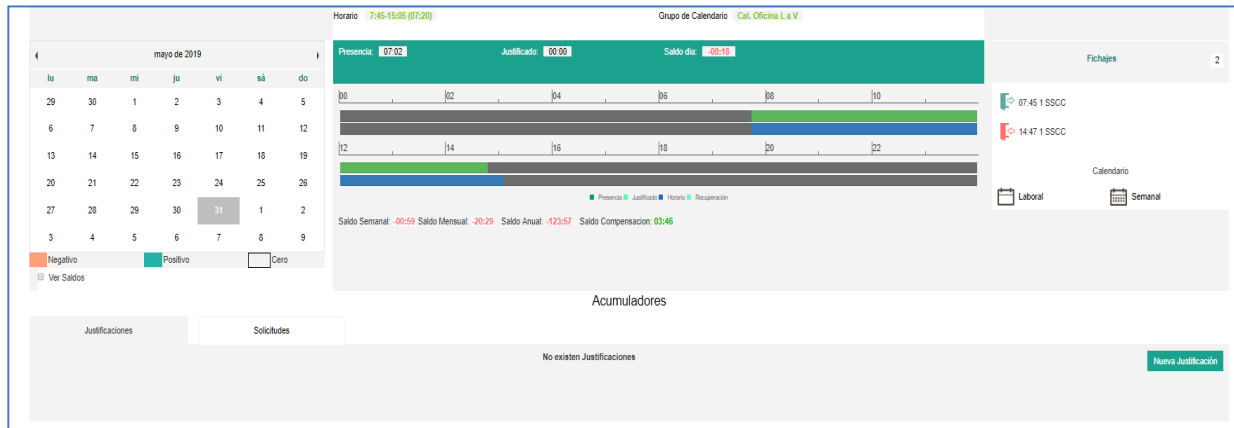 Horario 7:45-15:05 (07:20) Grupo de Calendario Cal. Oficina L a V
mayo de 2019
lu ma mi ju vi sá do
29 30 1 2 3 4 5
6 7 8 9 10 11 12
13 14 15 16 17 18 19
20 21 22 23 24 25 26
27 28 29 30 31 1 2
3 4 5 6 7 8 9
Negativo Positivo Cero
Ver Saldos
Presencia: 07:02 Justificado: 00:00 Saldo día: -00:18
00 02 04 06 08 10
12 14 16 18 20 22
Presencia Justificado Horario Recuperación
Saldo Semanal: -00:59 Saldo Mensual: -20:29 Saldo Anual: -123:57 Saldo Compensacion: 03:46
Fichajes 2
07:45 1 SSCC
14:47 1 SSCC
Calendario
Laboral Semanal
Acumuladores
Justificaciones Solicitudes
No existen Justificaciones
Nueva Justificación